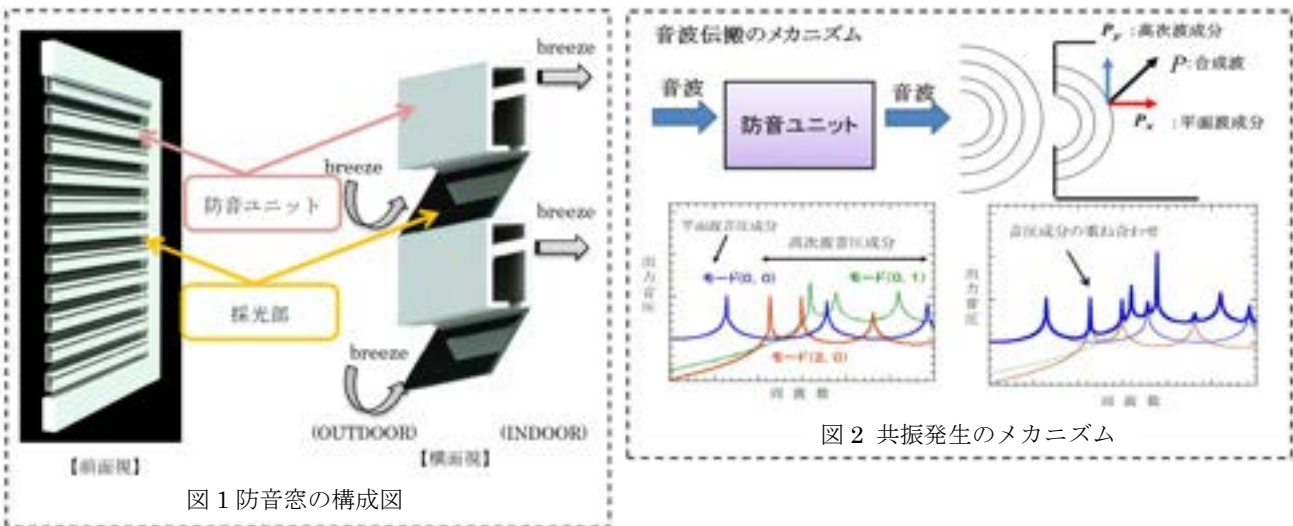 breeze
breeze
防音ユニット
breeze
採光部
breeze
(OUTDOOR)
(INDOOR)
【前面視】
【横面視】
図1 防音窓の構成図
音波伝搬のメカニズム
音波
防音ユニット
音波
Py :高次波成分
P:合成波
Px :平面波成分
平面波音圧成分
高次波音圧成分
モード(0, 0)
モード(0, 1)
モード(2, 0)
出力音圧
周波数
音圧成分の重ね合わせ
出力音圧
周波数
図2 共振発生のメカニズム